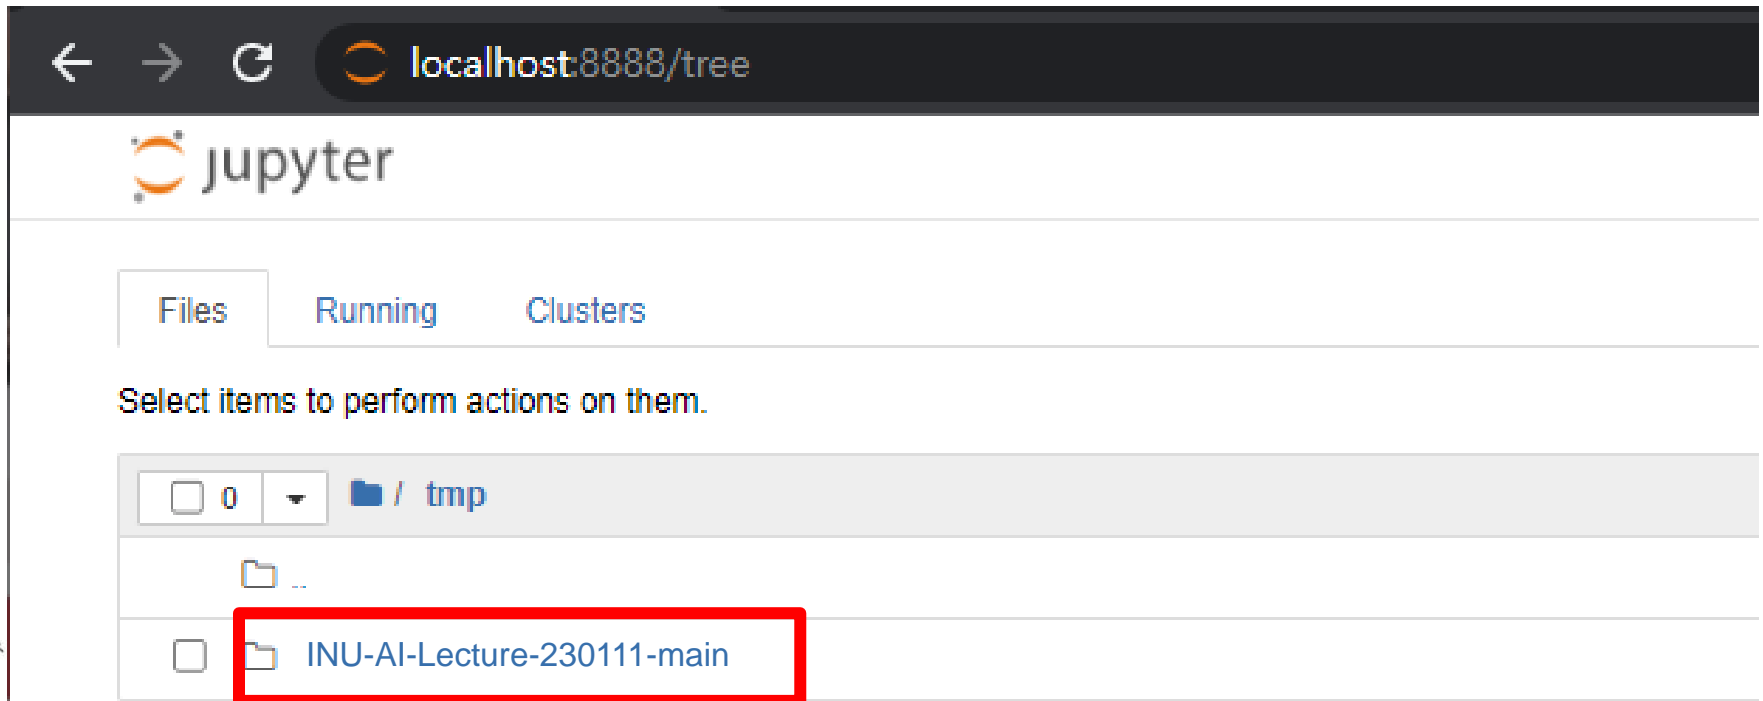 localhost:8888/tree
jupyter
Files Running Clusters
Select items to perform actions on them.
0 / tmp
..
INU-AI-Lecture-230111-main